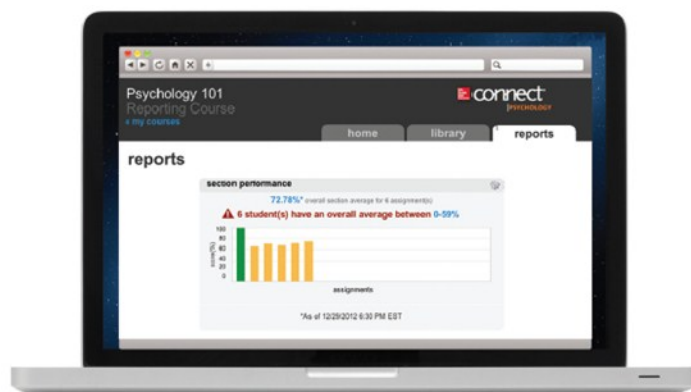 Psychology 101
Reporting Course
« my courses
connect
PSYCHOLOGY
home
library
reports
reports
section performance
72.78%* overall section average for 6 assignment(s)
6 student(s) have an overall average between 0-59%
score(%)
100
80
60
40
20
0
assignments
*As of 12/29/2012 6:30 PM EST